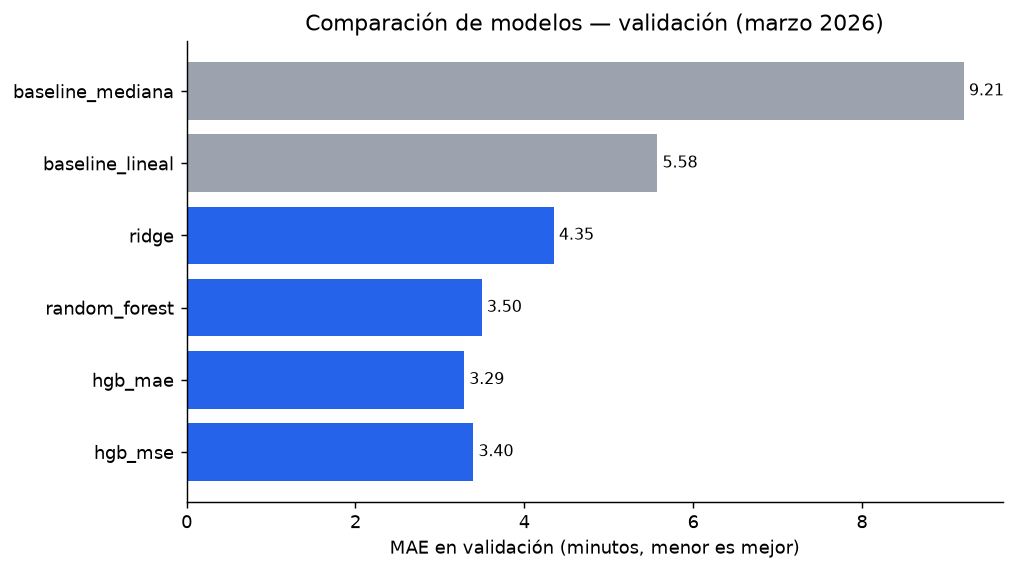 Comparación de modelos — validación (marzo 2026)
baseline_mediana 9.21
baseline_lineal 5.58
ridge 4.35
random_forest 3.50
hgb_mae 3.29
hgb_mse 3.40
0 2 4 6 8
MAE en validación (minutos, menor es mejor)